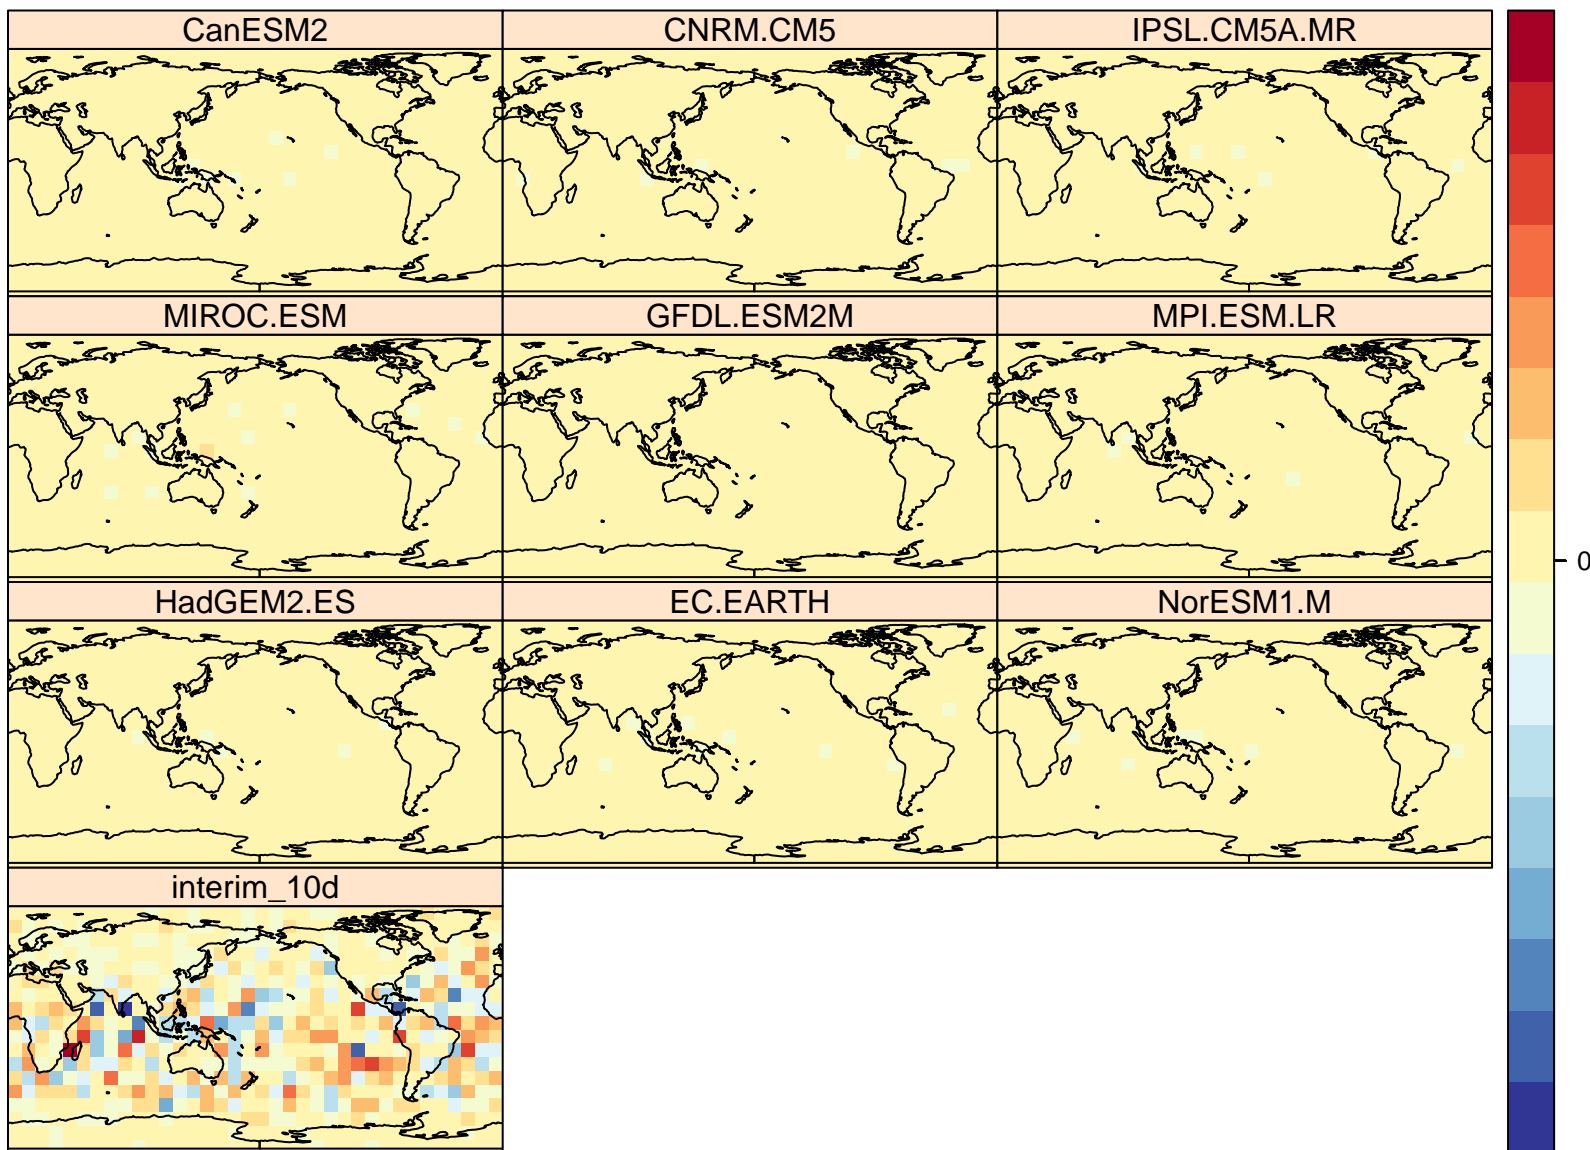 CanESM2
CNRM.CM5
IPSL.CM5A.MR
MIROC.ESM
GFDL.ESM2M
MPI.ESM.LR
0
HadGEM2.ES
EC.EARTH
NorESM1.M
interim_10d